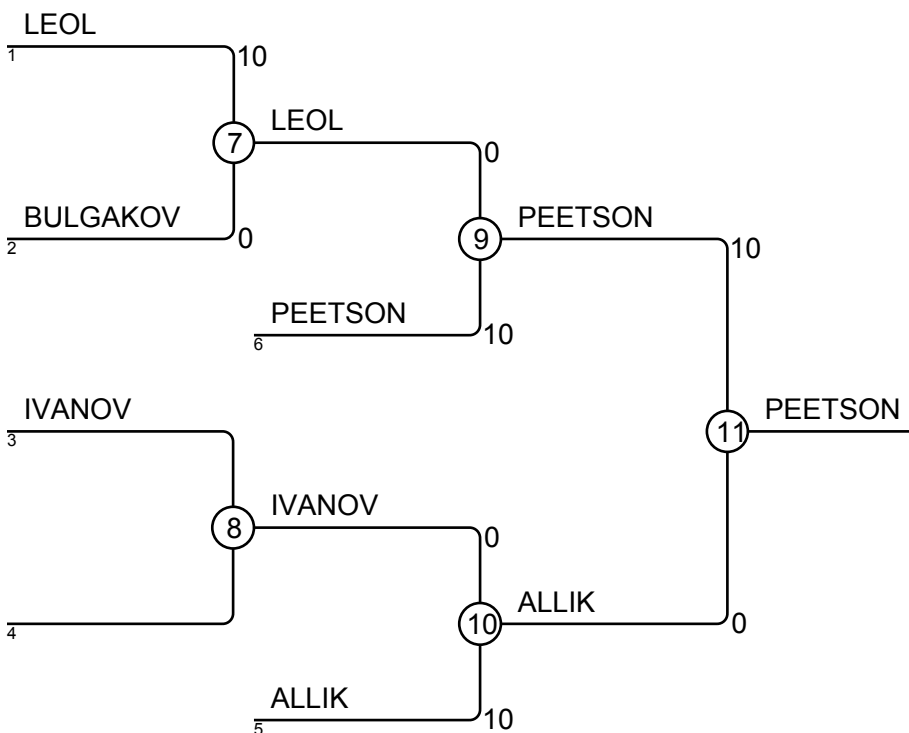 LEOL
1
10
7
LEOL
0
BULGAKOV
2
0
9
PEETSON
10
PEETSON
6
10
IVANOV
3
11
PEETSON
8
IVANOV
0
4
10
ALLIK
0
ALLIK
5
10